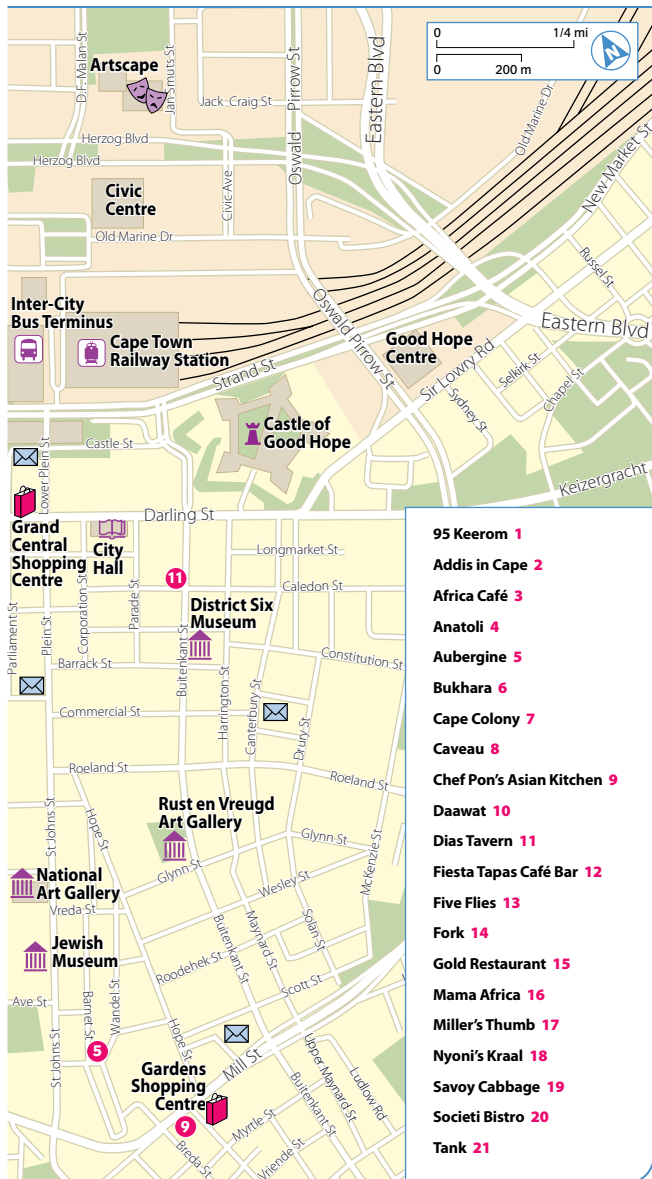 0 1/4 mi
0 200 m
N
D.F. Malan St
Artscape
Jan Smuts St
Jack Craig St
Oswald Pirrow St
Eastern Blvd
Old Marine Dr
New Market St
Herzog Blvd
Herzog Blvd
Civic Ave
Civic
Centre
Old Marine Dr
Russel St
Inter-City
Bus Terminus
Cape Town
Railway Station
Oswald Pirrow St
Good Hope
Centre
Eastern Blvd
Strand St
Sir Lowry Rd
Selkirk St
Sydney St
Chapel St
Castle of
Good Hope
Castle St
Lower Plein St
Keizergracht
Darling St
Grand
Central
Shopping
Centre
City
Hall
Longmarket St
11
Caledon St
Parliament St
Plein St
Corporation St
Parade St
District Six
Museum
Buitenkant St
Constitution St
Barrack St
Harrington St
Canterbury St
Commercial St
Drury St
Roeland St
Roeland St
St Johns St
Hope St
Rust en Vreugd
Art Gallery
Glynn St
Glynn St
McKenzie St
National
Art Gallery
Wesley St
Vreda St
Buitenkant St
Maynard St
Solan St
Jewish
Museum
Roodehek St
Scott St
Ave St
Barnet St
Wandel St
Hope St
St Johns St
5
Mill St
Gardens
Shopping
Centre
Upper Maynard St
Ludlow Rd
Buitenkant St
9
Myrtle St
Breda St
Vriende St
95 Keerom 1
Addis in Cape 2
Africa Café 3
Anatoli 4
Aubergine 5
Bukhara 6
Cape Colony 7
Caveau 8
Chef Pon's Asian Kitchen 9
Daawat 10
Dias Tavern 11
Fiesta Tapas Café Bar 12
Five Flies 13
Fork 14
Gold Restaurant 15
Mama Africa 16
Miller's Thumb 17
Nyoni's Kraal 18
Savoy Cabbage 19
Societi Bistro 20
Tank 21